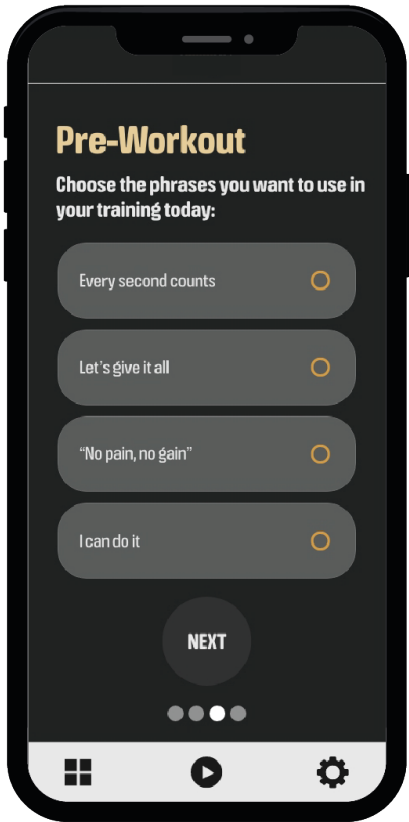 Pre-Workout
Choose the phrases you want to use in
your training today:
Every second counts
Let’s give it all
“No pain, no gain”
I can do it
NEXT